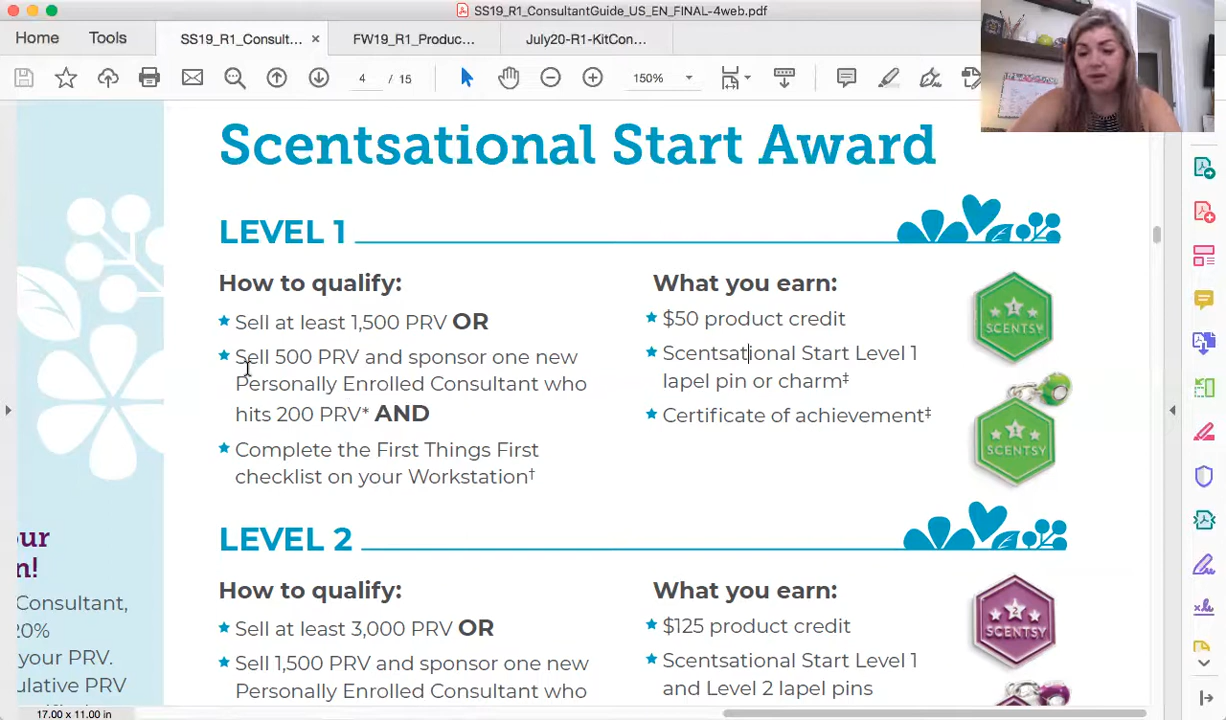 SS19_R1_ConsultantGuide_US_EN_FINAL-4web.pdf
Home
Tools
SS19_R1_Consult...
×
FW19_R1_Produc...
July20-R1-KitCon...
4
/ 15
150%
Scentsational Start Award
LEVEL 1
How to qualify:
Sell at least 1,500 PRV OR
Sell 500 PRV and sponsor one new
Personally Enrolled Consultant who
hits 200 PRV* AND
Complete the First Things First
checklist on your Workstation†
What you earn:
$50 product credit
Scentsational Start Level 1
lapel pin or charm‡
Certificate of achievement‡
1
SCENTSY
1
SCENTSY
LEVEL 2
How to qualify:
Sell at least 3,000 PRV OR
Sell 1,500 PRV and sponsor one new
Personally Enrolled Consultant who
What you earn:
$125 product credit
Scentsational Start Level 1
and Level 2 lapel pins
2
SCENTSY
ur
n!
Consultant,
20%
your PRV.
ulative PRV
17.00 x 11.00 in